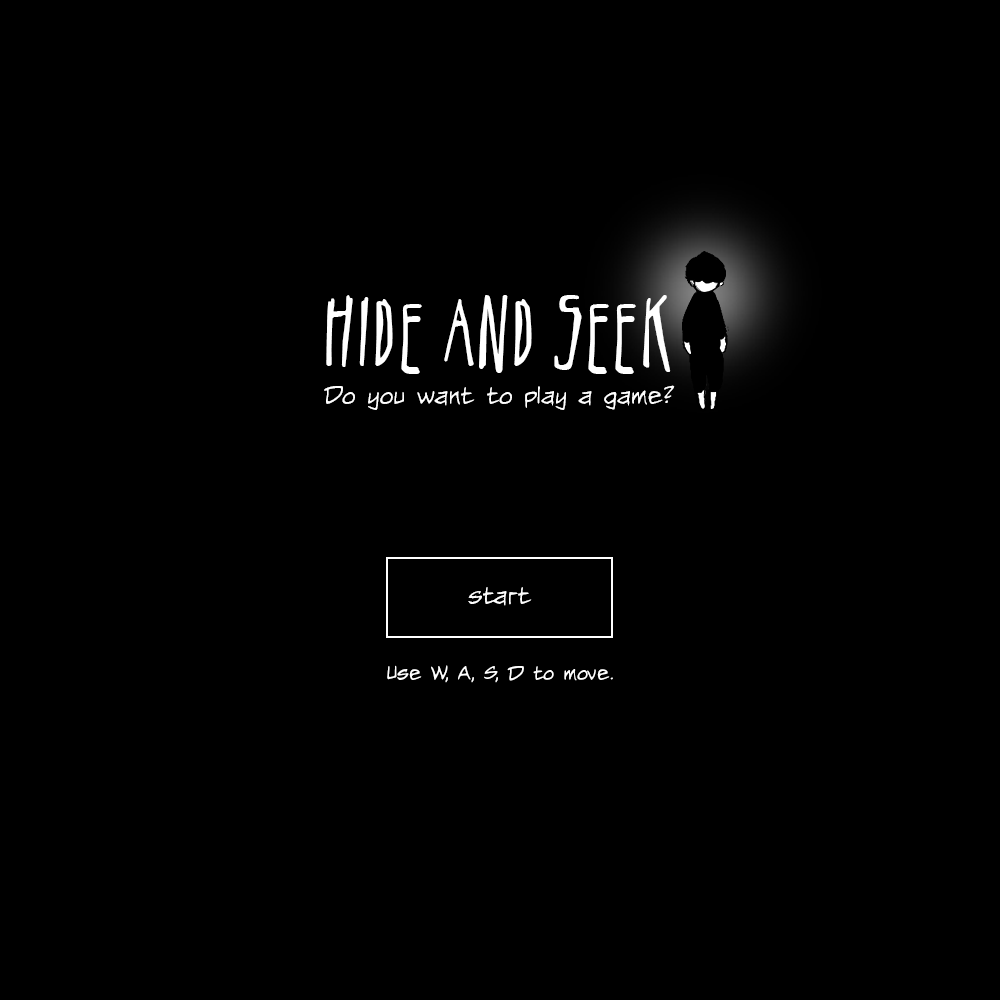 HIDE AND SEEK
Do you want to play a game?
start
Use W, A, S, D to move.